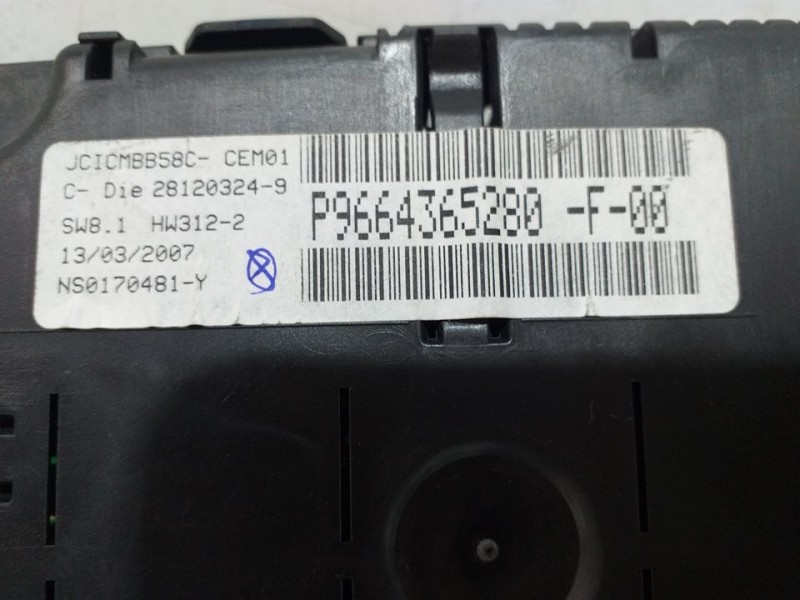 JCICMBB58C- CEM01
C- Die 28120324-9
SW8.1 HW312-2
13/03/2007
NS0170481-Y
P9664365280 -F-00